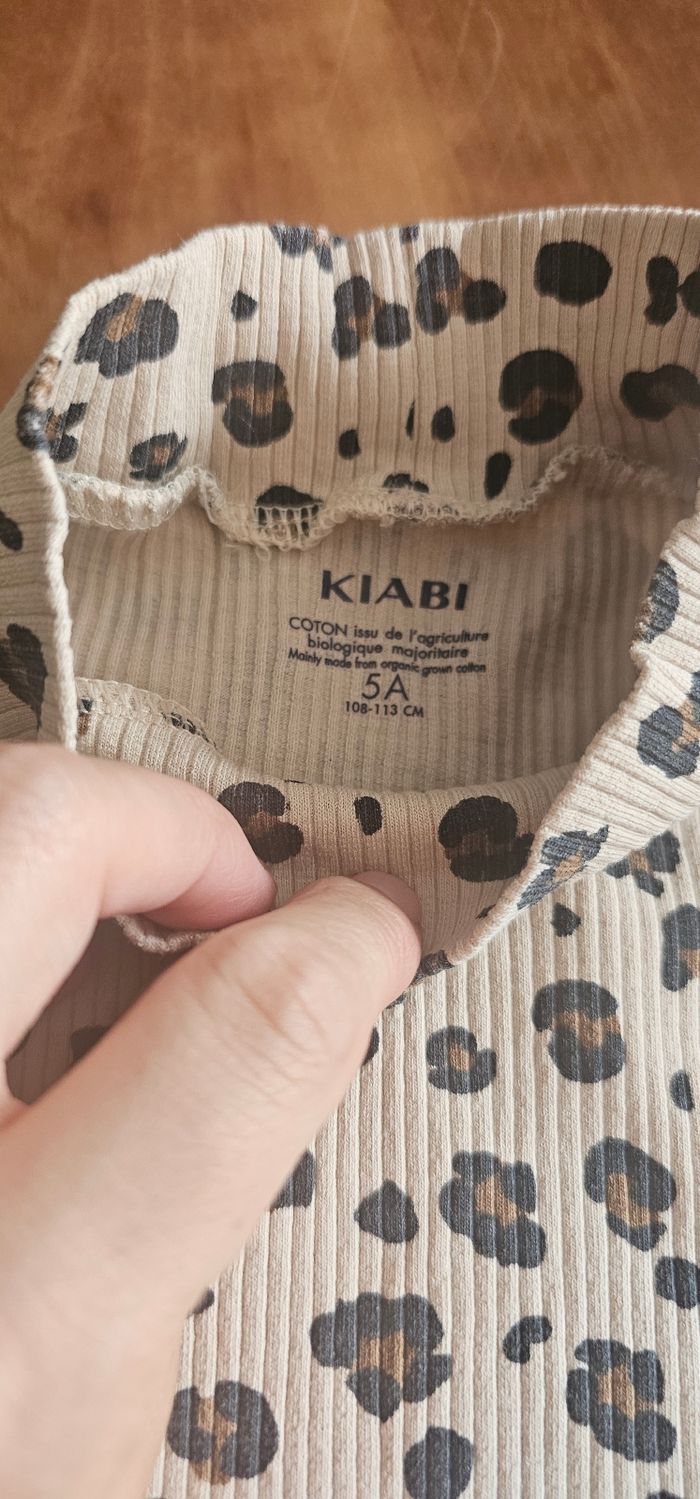 KIABI
COTON issu de l'agriculture
biologique majoritaire
Mainly made from organic grown cotton
5A
108-113 CM